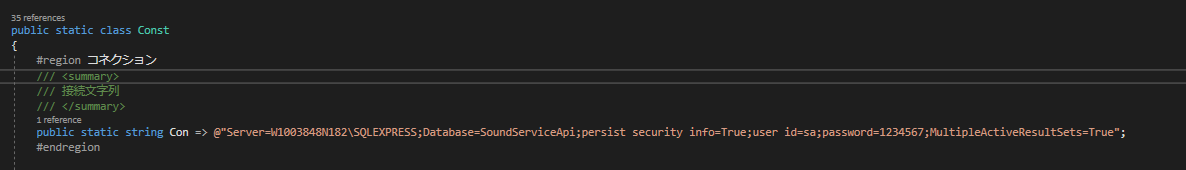 35 references
public static class Const
{
#region コネクション
/// <summary>
/// 接続文字列
/// </summary>
1 reference
public static string Con => @"Server=W1003848N182\SQLEXPRESS;Database=SoundServiceApi;persist security info=True;user id=sa;password=1234567;MultipleActiveResultSets=True";
#endregion